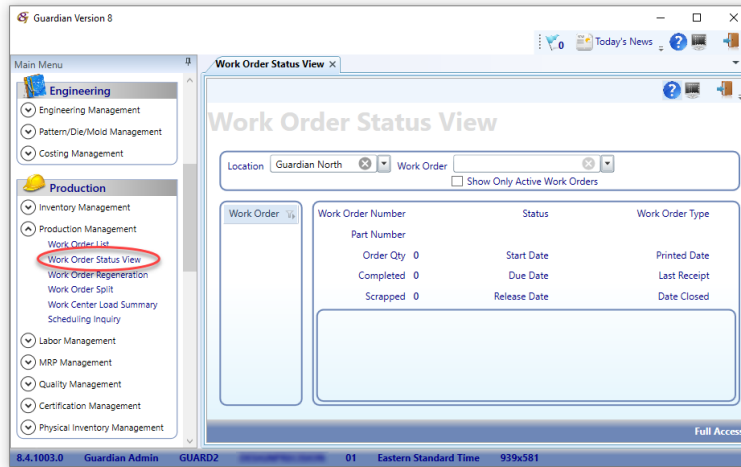 Guardian Version 8
0 Today's News
Main Menu
Work Order Status View
Engineering
Engineering Management
Pattern/Die/Mold Management
Costing Management
Production
Inventory Management
Production Management
Work Order List
Work Order Status View
Work Order Regeneration
Work Order Split
Work Center Load Summary
Scheduling Inquiry
Labor Management
MRP Management
Quality Management
Certification Management
Physical Inventory Management
Work Order Status View
Location Guardian North Work Order
Show Only Active Work Orders
Work Order
Work Order Number Status Work Order Type
Part Number
Order Qty 0 Start Date Printed Date
Completed 0 Due Date Last Receipt
Scrapped 0 Release Date Date Closed
Full Access
8.4.1003.0 Guardian Admin GUARD2 01 Eastern Standard Time 939x581